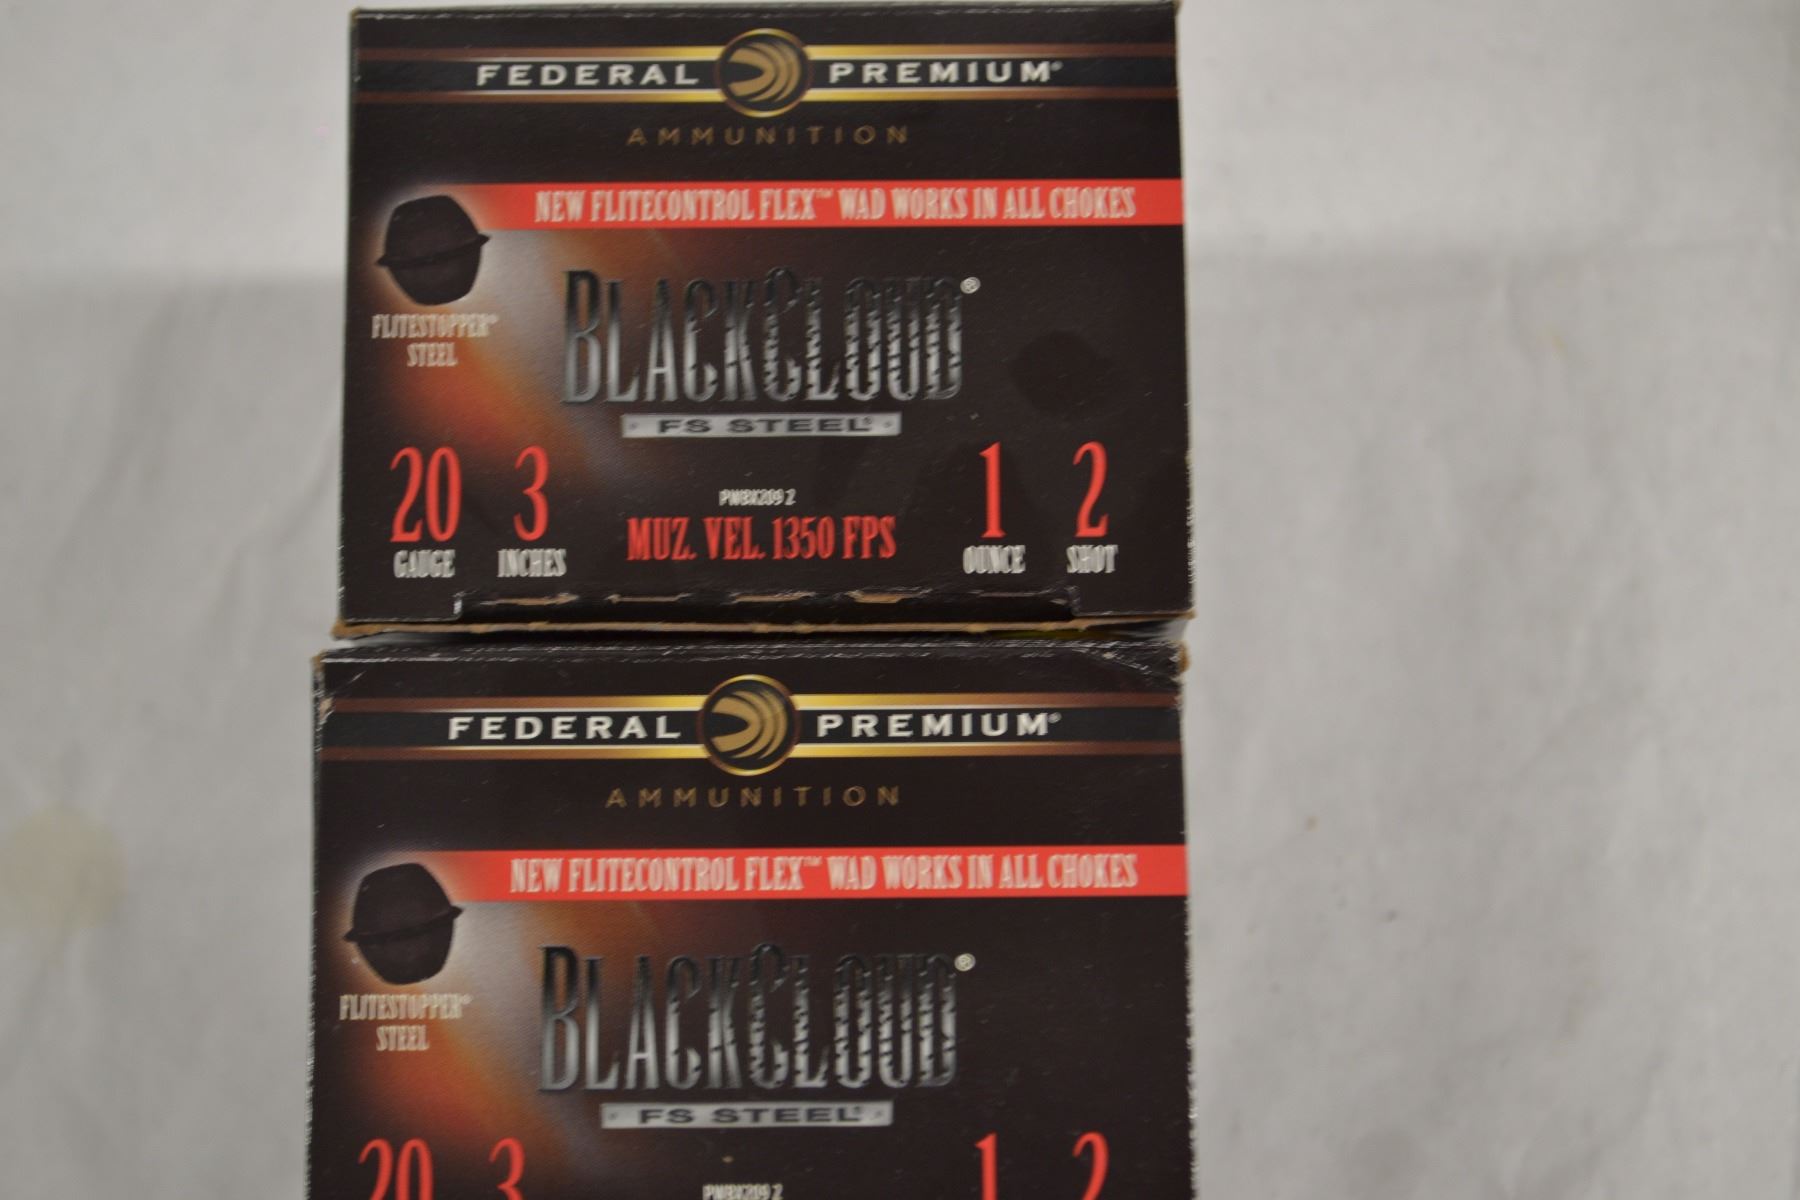 FEDERAL PREMIUM®
AMMUNITION
NEW FLITECONTROL FLEX™ WAD WORKS IN ALL CHOKES
FLITESTOPPER®
STEEL
BLACKCLOUD®
FS STEEL®
20 3 1 2
PWBX209 2
MUZ. VEL. 1350 FPS
GAUGE INCHES OUNCE SHOT
FEDERAL PREMIUM®
AMMUNITION
NEW FLITECONTROL FLEX™ WAD WORKS IN ALL CHOKES
FLITESTOPPER®
STEEL
BLACKCLOUD®
FS STEEL®
20 3 1 2
PWBX209 2